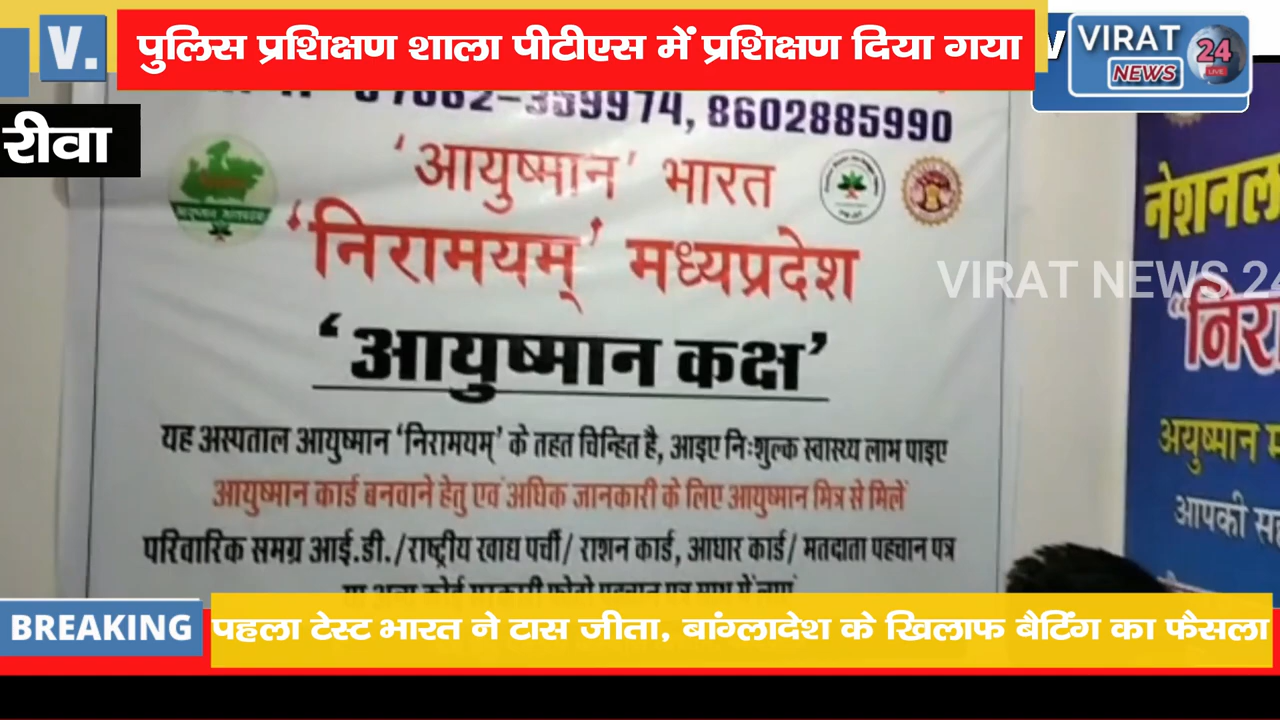 V.
पुलिस प्रशिक्षण शाला पीटीएस में प्रशिक्षण दिया गया
VIRAT
24
LIVE
NEWS
रीवा
8602885990
'आयुष्मान' भारत
'निरामयम्' मध्यप्रदेश
'आयुष्मान कक्ष'
यह अस्पताल आयुष्मान 'निरामयम्' के तहत चिन्हित है, आइए निःशुल्क स्वास्थ्य लाभ पाइए
आयुष्मान कार्ड बनवाने हेतु एवं अधिक जानकारी के लिए आयुष्मान मित्र से मिलें
परिवारिक समग्र आई.डी./राष्ट्रीय खाद्य पर्ची/ राशन कार्ड, आधार कार्ड/ मतदाता पहचान पत्र
नेशनल
अयुष्मान
आपकी
VIRAT NEWS 24
BREAKING
पहला टेस्ट भारत ने टास जीता, बांग्लादेश के खिलाफ बैटिंग का फैसला